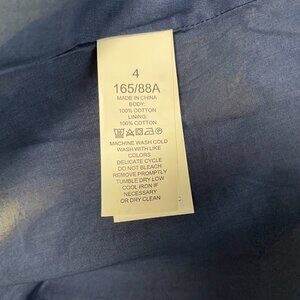 4
165/88A
MADE IN CHINA
BODY:
100% COTTON
LINING:
100% COTTON
MACHINE WASH COLD
WASH WITH LIKE
COLORS
DELICATE CYCLE
DO NOT BLEACH
REMOVE PROMPTLY
TUMBLE DRY LOW
COOL IRON IF
NECESSARY
OR DRY CLEAN